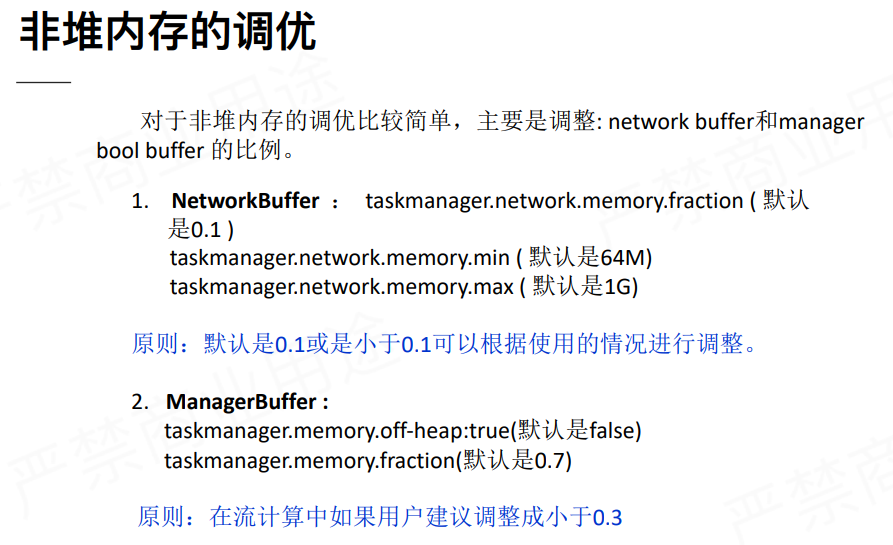 非堆内存的调优
对于非堆内存的调优比较简单，主要是调整: network buffer和manager
bool buffer 的比例。
1. NetworkBuffer ： taskmanager.network.memory.fraction ( 默认
是0.1 )
taskmanager.network.memory.min ( 默认是64M)
taskmanager.network.memory.max ( 默认是1G)
原则：默认是0.1或是小于0.1可以根据使用的情况进行调整。
2. ManagerBuffer :
taskmanager.memory.off-heap:true(默认是false)
taskmanager.memory.fraction(默认是0.7)
原则：在流计算中如果用户建议调整成小于0.3
严禁商业用途
严禁商业用
严禁商业用途
严禁商业用